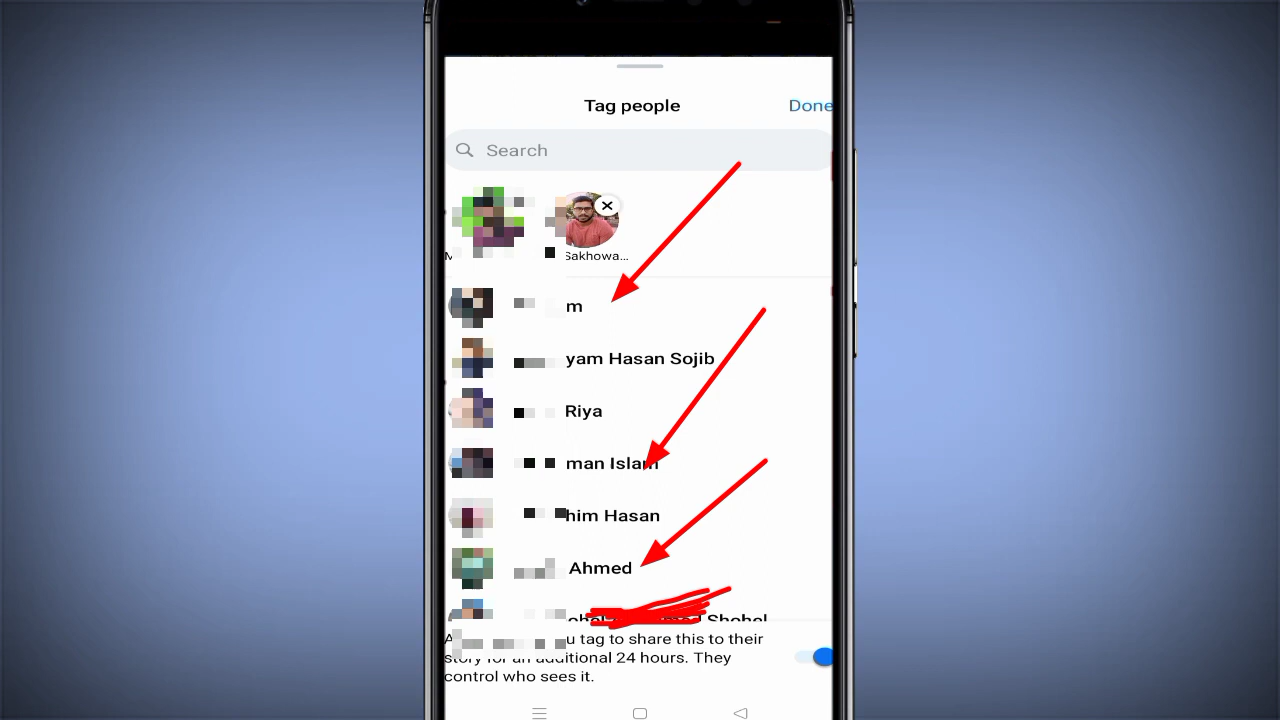 Tag people
Done
Search
Sakhowa...
m
yam Hasan Sojib
Riya
man Islam
him Hasan
Ahmed
Shohel
u tag to share this to their
story for an additional 24 hours. They
control who sees it.